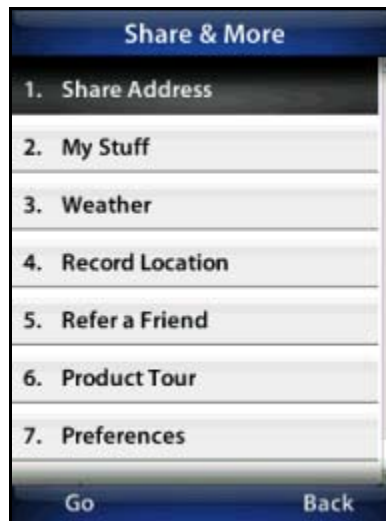 Share & More
1. Share Address
2. My Stuff
3. Weather
4. Record Location
5. Refer a Friend
6. Product Tour
7. Preferences
Go Back